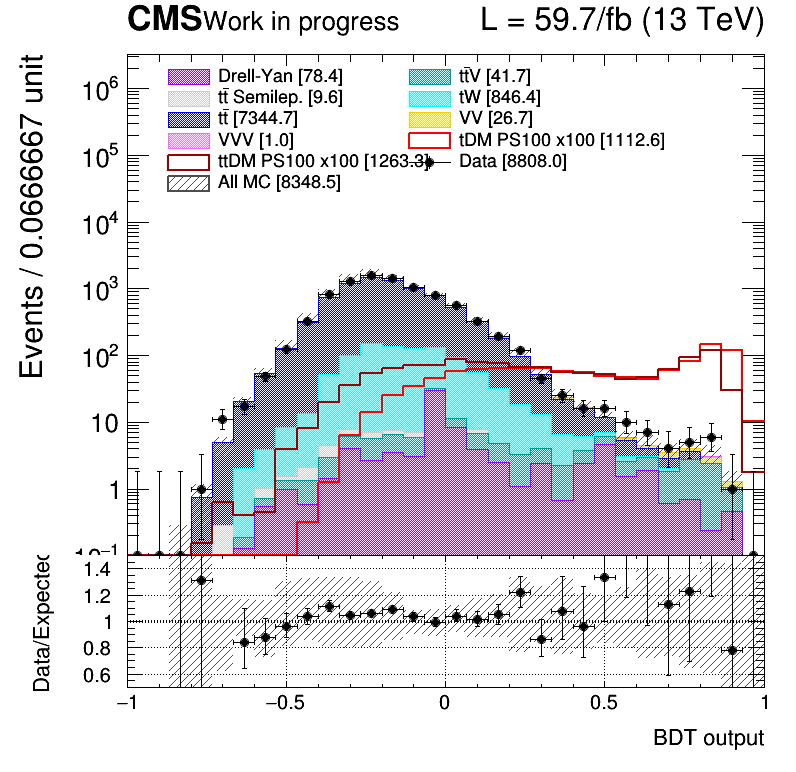 CMS Work in progress L = 59.7/fb (13 TeV)
Events / 0.0666667 unit
10⁶
10⁵
10⁴
10³
10²
10
1
10⁻¹
Drell-Yan [78.4]
tt̄V [41.7]
tt̄ Semilep. [9.6]
tW [846.4]
tt̄ [7344.7]
VV [26.7]
VVV [1.0]
tDM PS100 x100 [1112.6]
ttDM PS100 x100 [1263.3]
Data [8808.0]
All MC [8348.5]
Data/Expected
1.4
1.2
1
0.8
0.6
−1 −0.5 0 0.5 1
BDT output